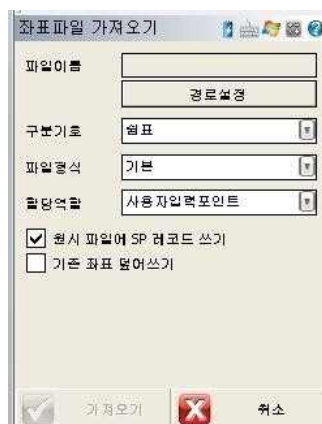 좌표파일 가져오기
파일이름
경로설정
구분기호 쉼표
파일형식 기본
할당역할 사용자입력포인트
원시 파일에 SP 레코드 쓰기
기존 좌표 덮어쓰기
가져오기 취소